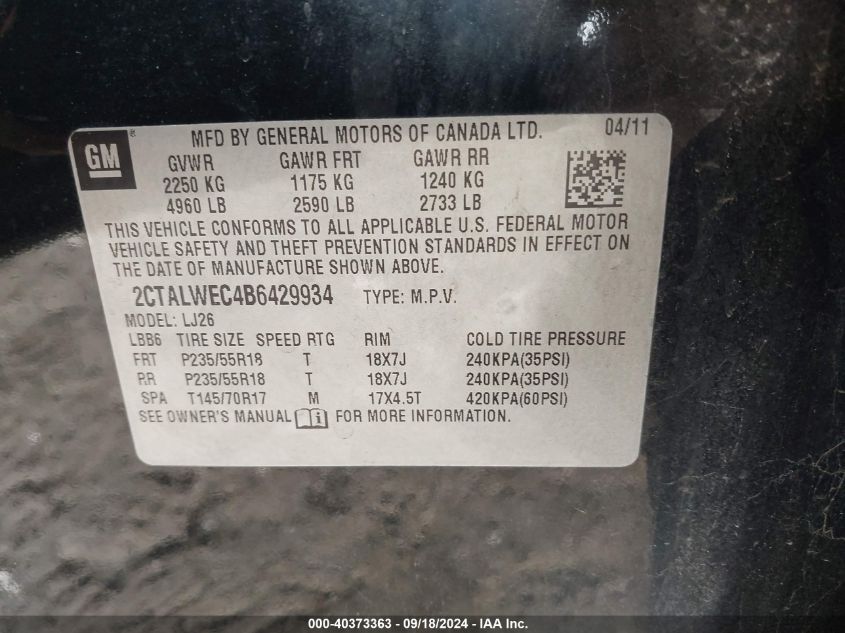 GM ® MFD BY GENERAL MOTORS OF CANADA LTD. 04/11
GVWR GAWR FRT GAWR RR
2250 KG 1175 KG 1240 KG
4960 LB 2590 LB 2733 LB
THIS VEHICLE CONFORMS TO ALL APPLICABLE U.S. FEDERAL MOTOR
VEHICLE SAFETY AND THEFT PREVENTION STANDARDS IN EFFECT ON
THE DATE OF MANUFACTURE SHOWN ABOVE.
2CTALWEC4B6429934 TYPE: M.P.V.
MODEL: LJ26
LBB6 TIRE SIZE SPEED RTG RIM COLD TIRE PRESSURE
FRT P235/55R18 T 18X7J 240KPA(35PSI)
RR P235/55R18 T 18X7J 240KPA(35PSI)
SPA T145/70R17 M 17X4.5T 420KPA(60PSI)
SEE OWNER'S MANUAL i FOR MORE INFORMATION.
000-40373363 - 09/18/2024 - IAA Inc.